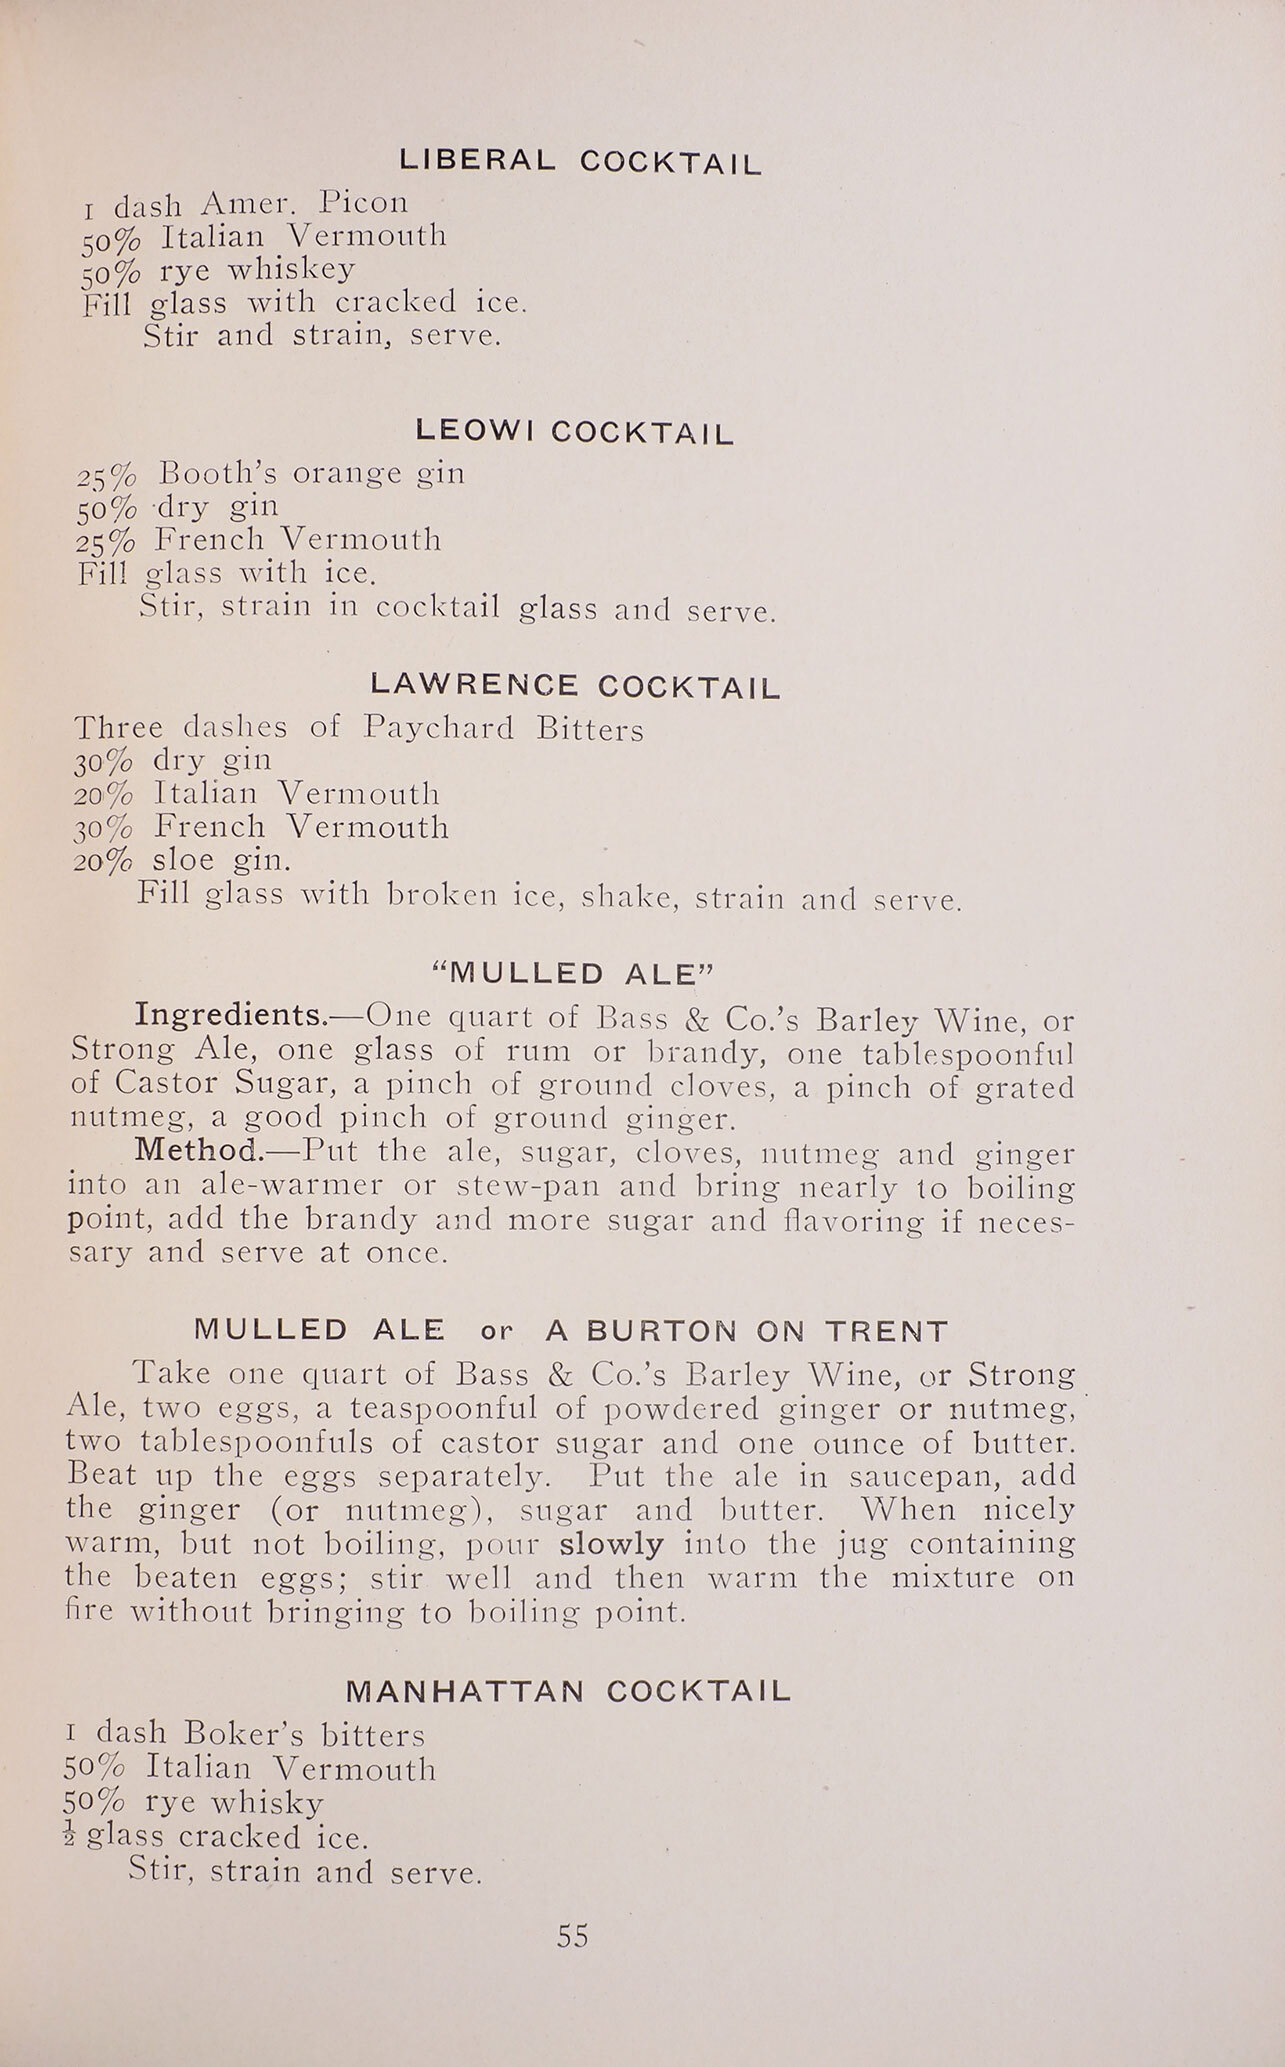 LIBERAL COCKTAIL
1 dash Amer. Picon
50% Italian Vermouth
50% rye whiskey
Fill glass with cracked ice.
Stir and strain, serve.
LEOWI COCKTAIL
25% Booth's orange gin
50% dry gin
25% French Vermouth
Fill glass with ice.
Stir, strain in cocktail glass and serve.
LAWRENCE COCKTAIL
Three dashes of Paychard Bitters
30% dry gin
20% Italian Vermouth
30% French Vermouth
20% sloe gin.
Fill glass with broken ice, shake, strain and serve.
"MULLED ALE"
Ingredients.—One quart of Bass & Co.'s Barley Wine, or
Strong Ale, one glass of rum or brandy, one tablespoonful
of Castor Sugar, a pinch of ground cloves, a pinch of grated
nutmeg, a good pinch of ground ginger.
Method.—Put the ale, sugar, cloves, nutmeg and ginger
into an ale-warmer or stew-pan and bring nearly to boiling
point, add the brandy and more sugar and flavoring if neces-
sary and serve at once.
MULLED ALE or A BURTON ON TRENT
Take one quart of Bass & Co.'s Barley Wine, or Strong
Ale, two eggs, a teaspoonful of powdered ginger or nutmeg,
two tablespoonfuls of castor sugar and one ounce of butter.
Beat up the eggs separately. Put the ale in saucepan, add
the ginger (or nutmeg), sugar and butter. When nicely
warm, but not boiling, pour slowly into the jug containing
the beaten eggs; stir well and then warm the mixture on
fire without bringing to boiling point.
MANHATTAN COCKTAIL
1 dash Boker's bitters
50% Italian Vermouth
50% rye whisky
½ glass cracked ice.
Stir, strain and serve.
55